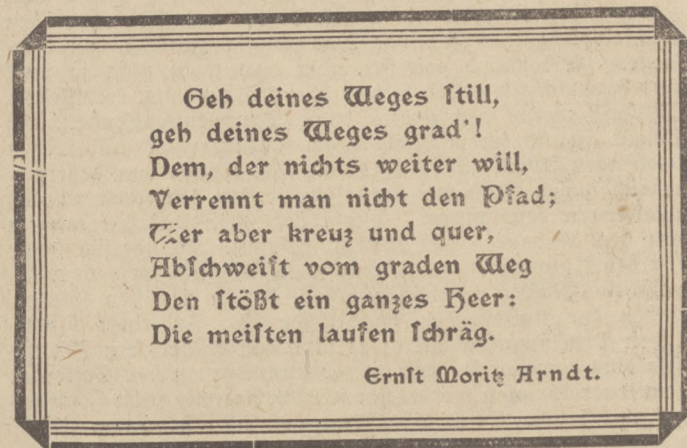 Geh deines Weges still,
geh deines Weges grad'!
Dem, der nichts weiter will,
Verrennt man nicht den Pfad;
Wer aber kreuz und quer,
Abschweift vom graden Weg
Den stößt ein ganzes Heer:
Die meisten laufen schräg.
Ernst Moritz Arndt.